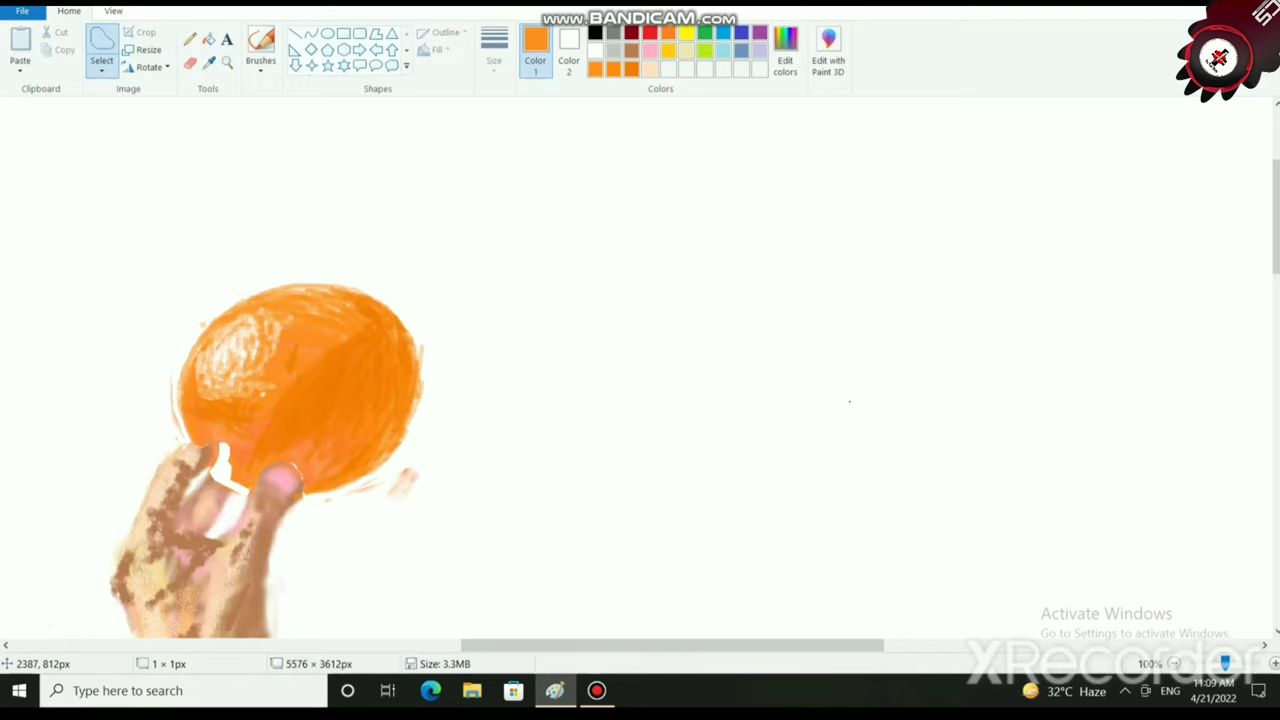 www.BANDICAM.com
File Home View
Paste
Cut
Copy
Clipboard
Select
Crop
Resize
Rotate
Image
A
Tools
Brushes
Outline
Fill
Shapes
Size
Color 1
Color 2
Colors
Edit colors
Edit with Paint 3D
Activate Windows
Go to Settings to activate Windows.
XRecorder
2387, 812px
1 × 1px
5576 × 3612px
Size: 3.3MB
100%
Type here to search
32°C Haze
ENG
11:09 AM
4/21/2022